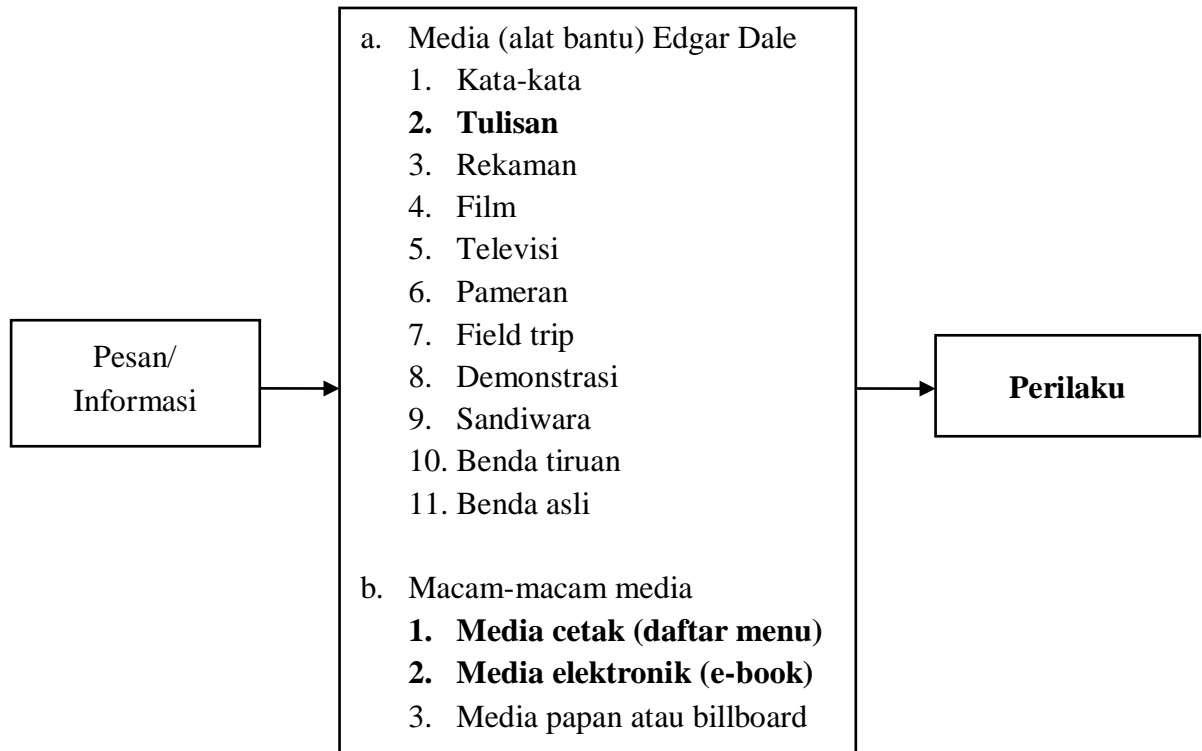 a. Media (alat bantu) Edgar Dale
1. Kata-kata
2. Tulisan
3. Rekaman
4. Film
5. Televisi
6. Pameran
7. Field trip
8. Demonstrasi
9. Sandiwara
10. Benda tiruan
11. Benda asli
b. Macam-macam media
1. Media cetak (daftar menu)
2. Media elektronik (e-book)
3. Media papan atau billboard
Pesan/
Informasi
Perilaku